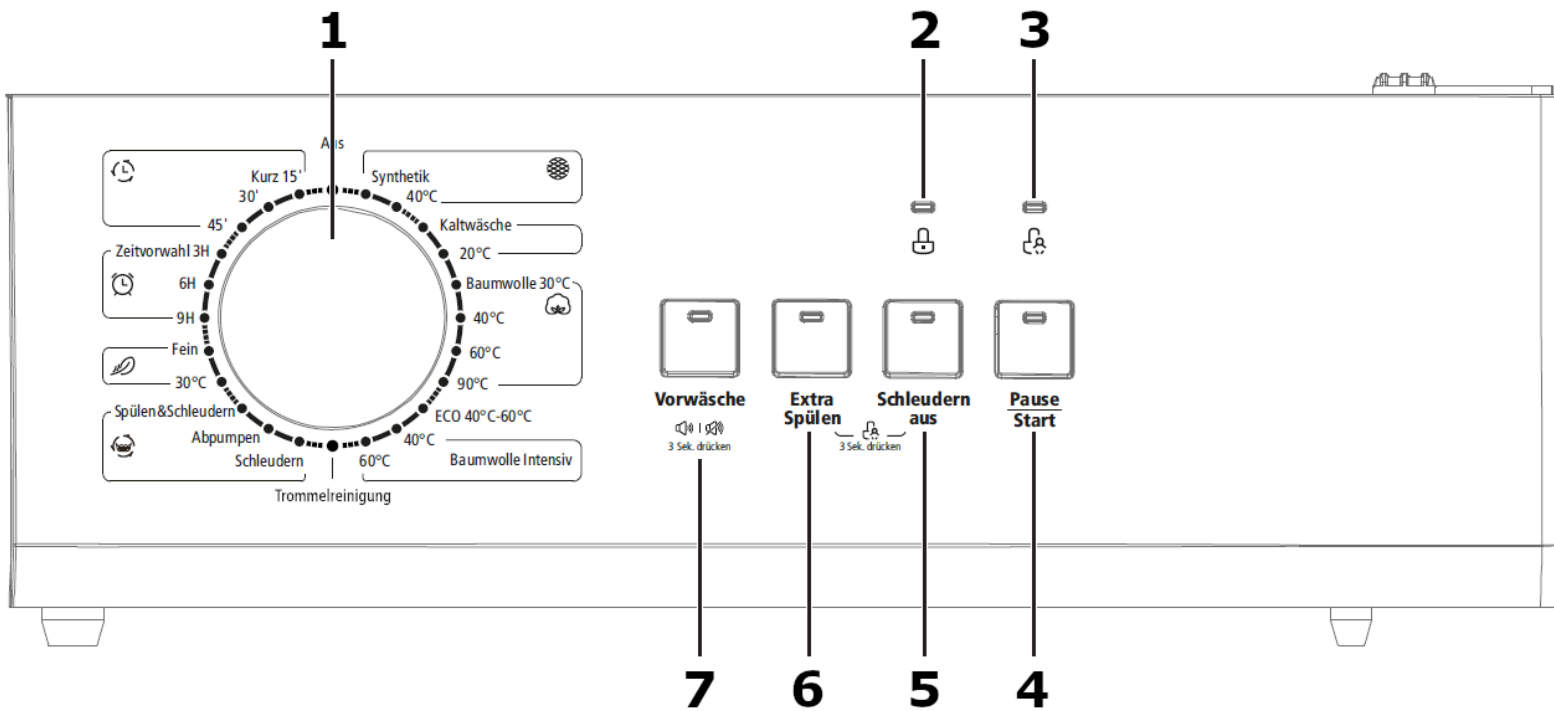 1
2
3
Aus
Kurz 15'
30'
45'
Zeitvorwahl 3H
6H
9H
Fein
30°C
Spülen&Schleudern
Abpumpen
Schleudern
Trommelreinigung
Synthetik
40°C
Kaltwäsche
20°C
Baumwolle 30°C
40°C
60°C
90°C
ECO 40°C-60°C
40°C
60°C
Baumwolle Intensiv
Vorwäsche
3 Sek. drücken
Extra
Spülen
Schleudern
aus
3 Sek. drücken
Pause
Start
7
6
5
4